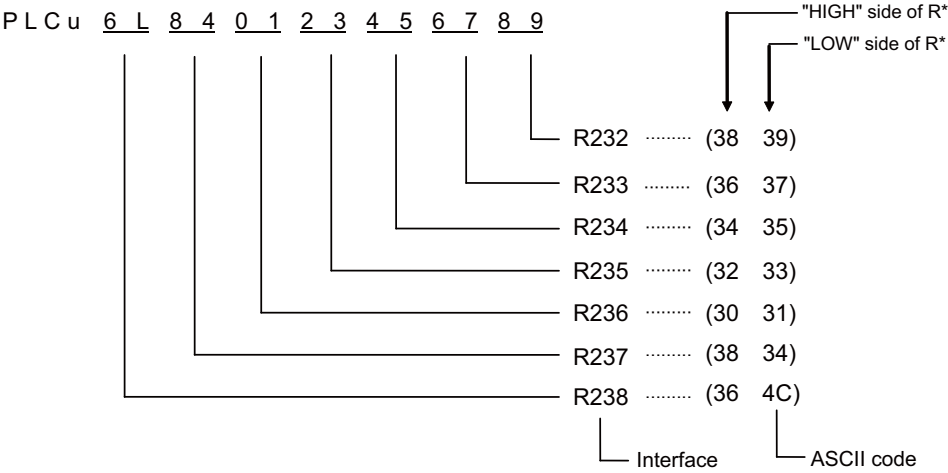 "HIGH" side of R*
P L C u 6 L 8 4 0 1 2 3 4 5 6 7 8 9
"LOW" side of R*
R232 ········· (38 39)
R233 ········· (36 37)
R234 ········· (34 35)
R235 ········· (32 33)
R236 ········· (30 31)
R237 ········· (38 34)
R238 ········· (36 4C)
Interface
ASCII code